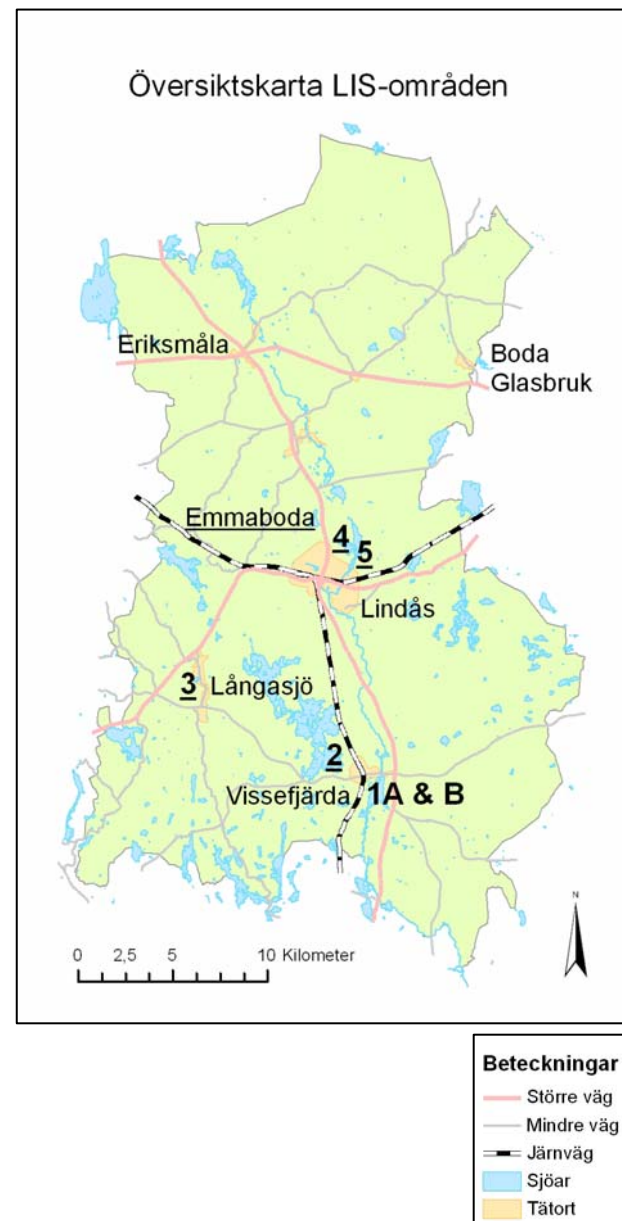 Översiktskarta LIS-områden
Eriksmåla
Boda
Glasbruk
Emmaboda
4
5
Lindås
3
Långasjö
2
Vissefjärda
1A & B
N
0 2,5 5 10 Kilometer
Beteckningar
Större väg
Mindre väg
Järnväg
Sjöar
Tätort